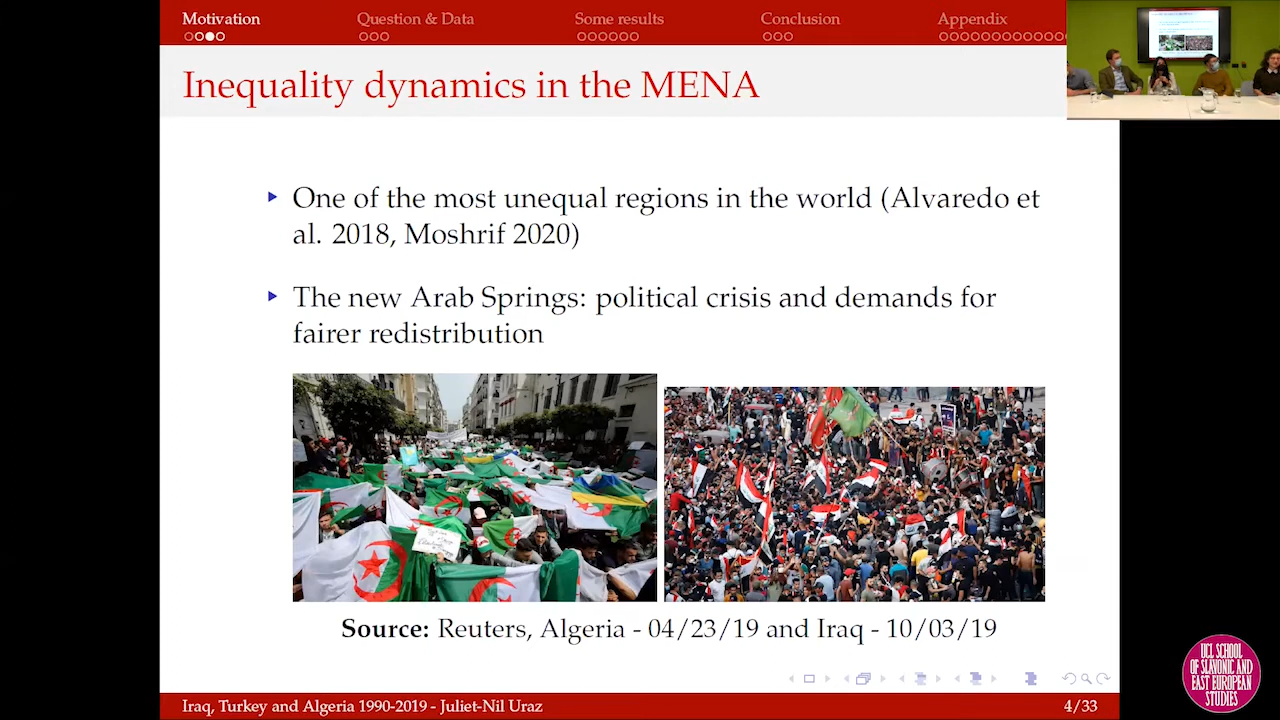 Motivation
Question & Data
Some results
Conclusion
Appendix
Inequality dynamics in the MENA
One of the most unequal regions in the world (Alvaredo et
al. 2018, Moshrif 2020)
The new Arab Springs: political crisis and demands for
fairer redistribution
Source: Reuters, Algeria - 04/23/19 and Iraq - 10/03/19
UCL SCHOOL
OF SLAVONIC AND
EAST EUROPEAN
STUDIES
Iraq, Turkey and Algeria 1990-2019 - Juliet-Nil Uraz
4/33